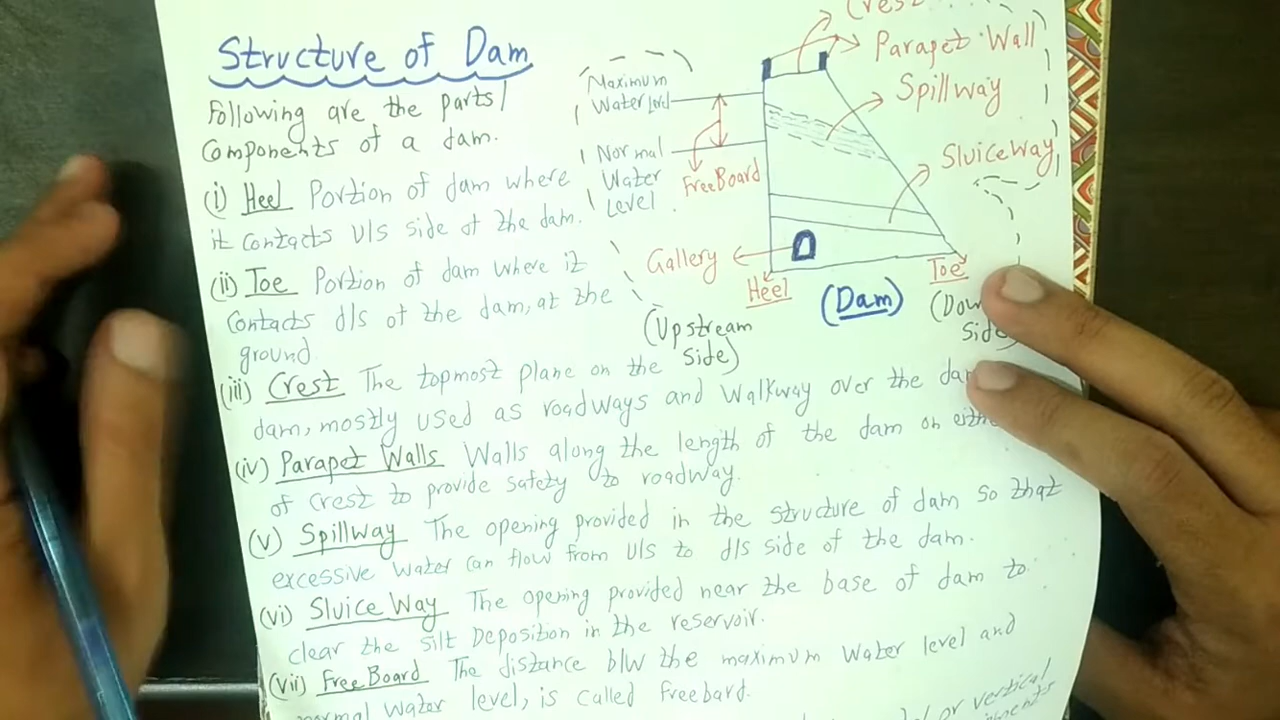 Structure of Dam
Following are the parts/
Components of a dam.
(i) Heel Portion of dam where
it contacts U/S side of the dam.
(ii) Toe Portion of dam where it
contacts d/s of the dam, at the
ground
(iii) Crest The topmost plane on the
dam, mostly used as roadways and walkway over the dam
(iv) Parapet Walls Walls along the length of the dam on
of crest to provide safety to roadway.
(v) Spillway The opening provided in the structure of dam so that
excessive water can flow from U/S to d/s side of the dam.
(vi) Sluice Way The opening provided near the base of dam to
clear the silt Deposition in the reservoir.
(vii) Free Board The distance b/w the maximum water level and
normal water level, is called freebard.
or vertical
Crest
Parapet Wall
Spillway
Sluiceway
Maximum
Water
Normal
Water
Level
FreeBoard
Gallery
Heel
Toe
(Dam)
(Upstream
side)
side)